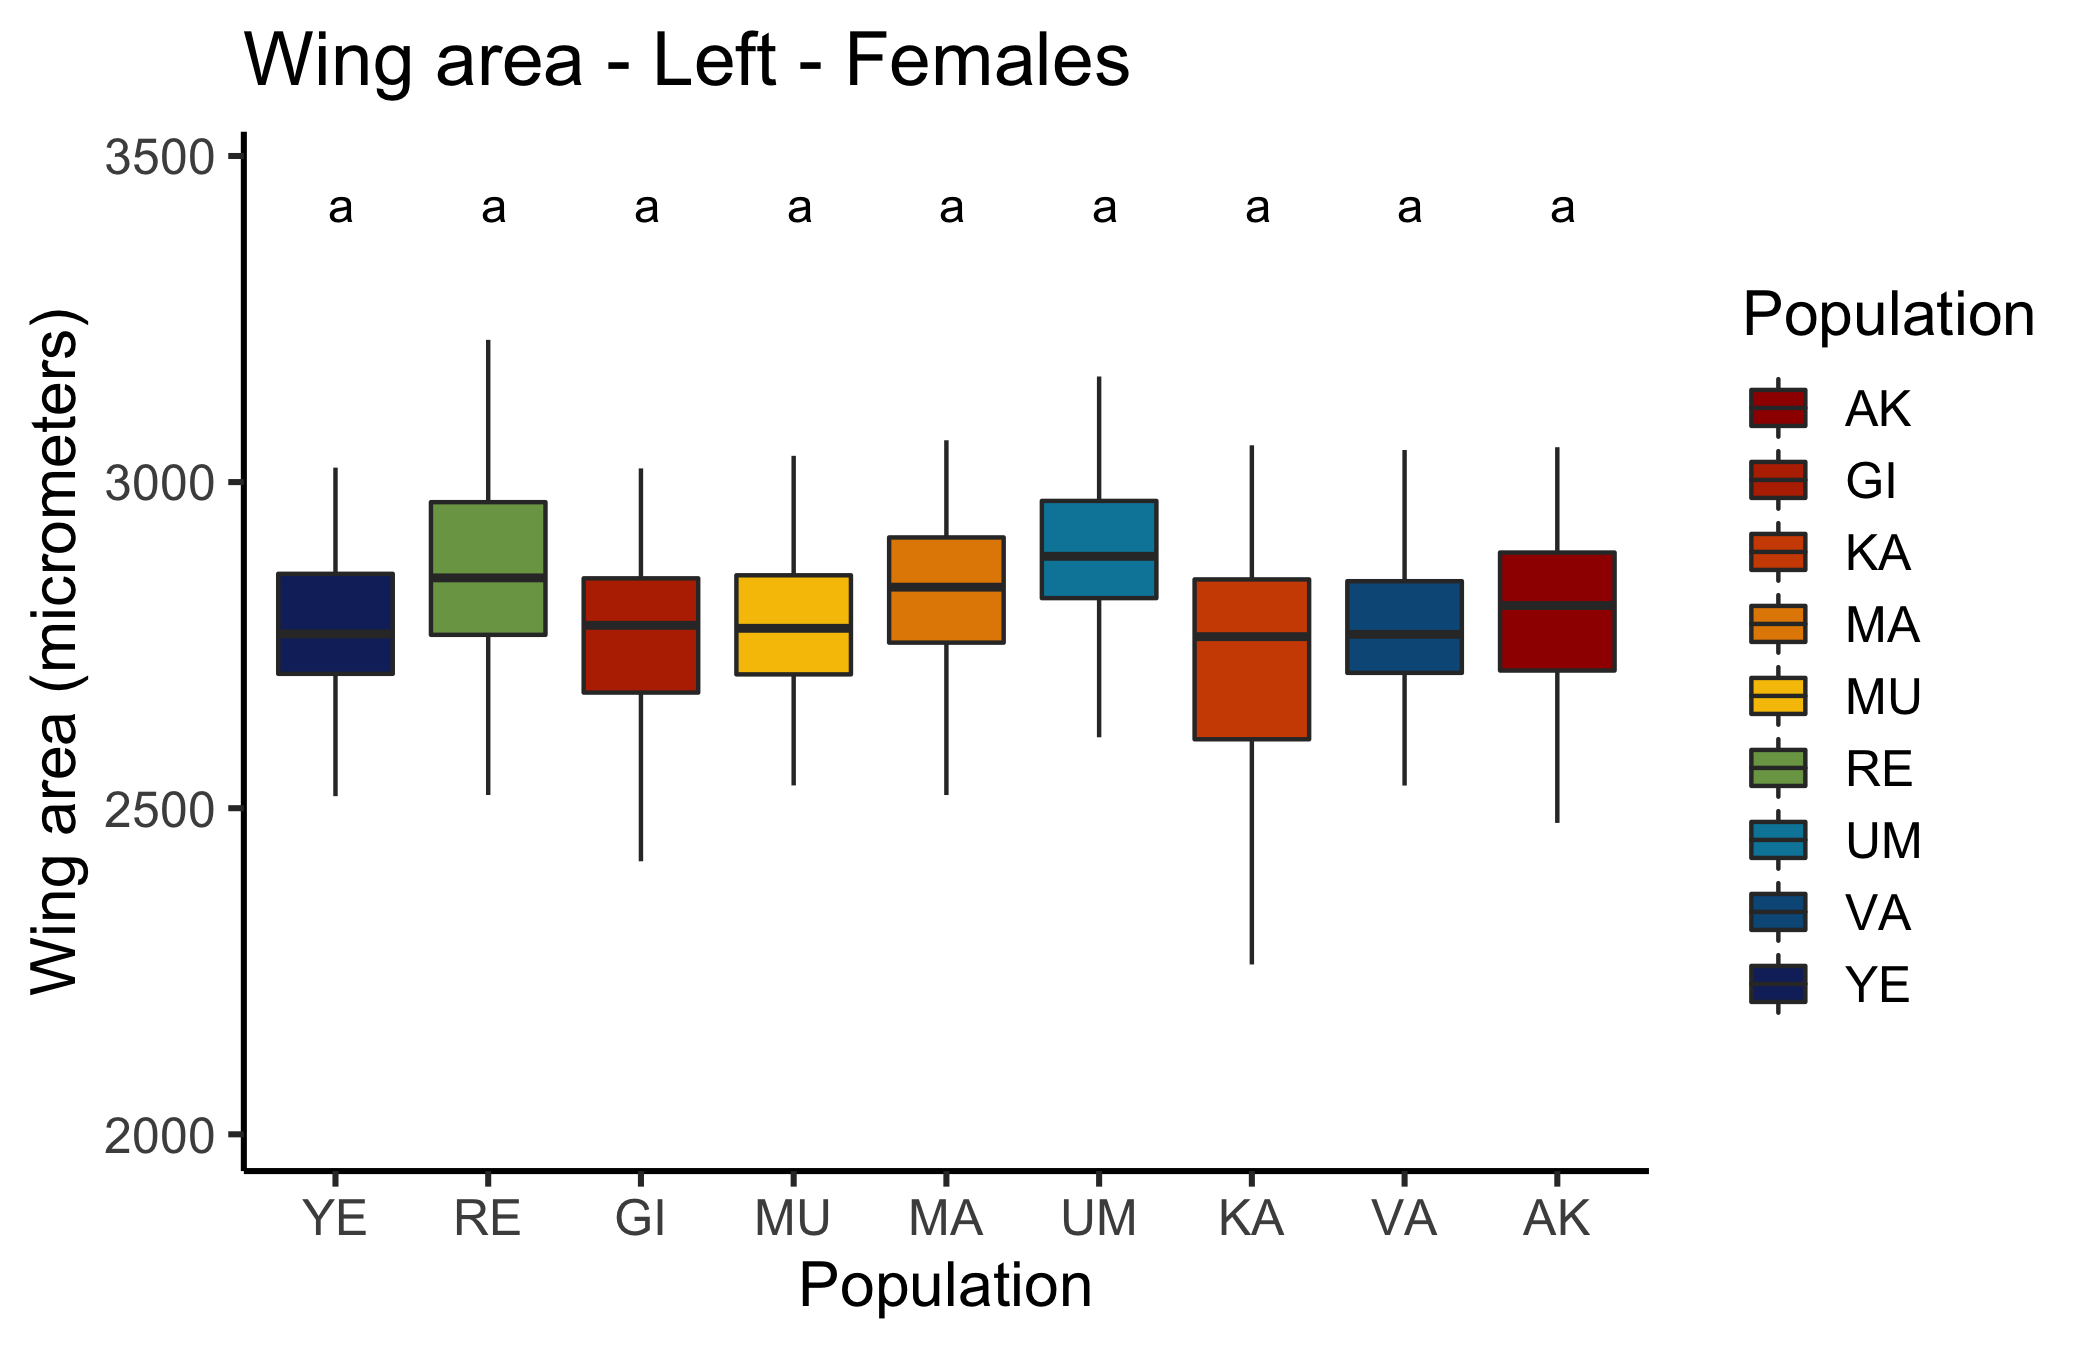 Wing area - Left - Females
Wing area (micrometers)
3500
3000
2500
2000
a a a a a a a a a
YE RE GI MU MA UM KA VA AK
Population
Population
AK
GI
KA
MA
MU
RE
UM
VA
YE